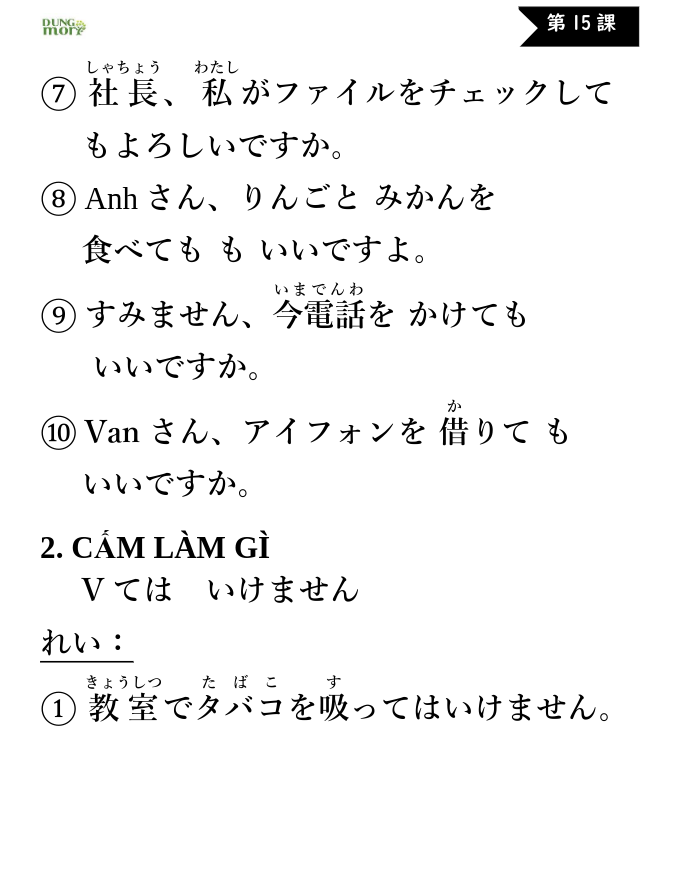 DUNG
mori
第 15 課
しゃちょう わたし
⑦ 社長、 私がファイルをチェックして
もよろしいですか。
⑧ Anh さん、りんごと みかんを
食べても も いいですよ。
いまでんわ
⑨ すみません、今電話を かけても
いいですか。
か
⑩ Van さん、アイフォンを 借りて も
いいですか。
2. CẤM LÀM GÌ
V ては いけません
れい：
きょうしつ たばこ す
① 教室でタバコを吸ってはいけません。